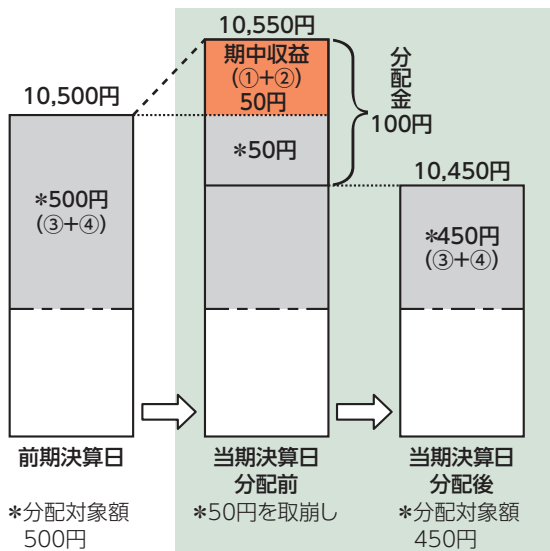 10,500円
*500円
(③+④)
前期決算日
*分配対象額
500円
10,550円
期中収益
(①+②)
50円
*50円
分配金
100円
当期決算日
分配前
*50円を取崩し
10,450円
*450円
(③+④)
当期決算日
分配後
*分配対象額
450円